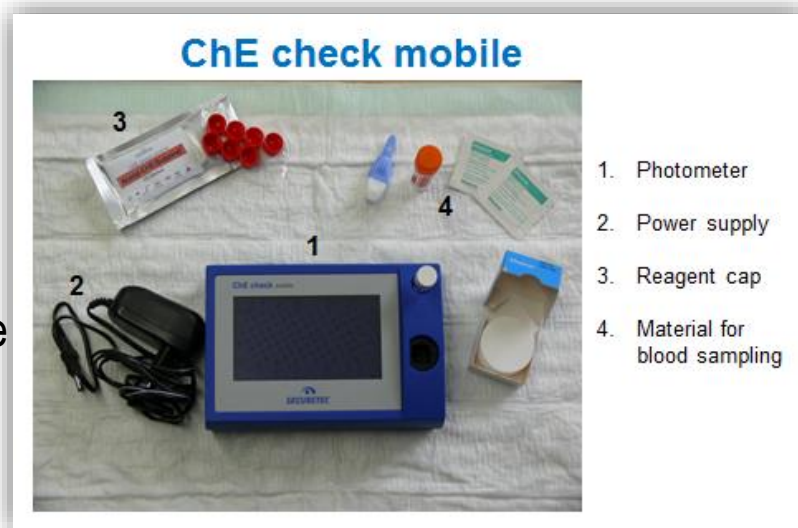 ChE check mobile
3
4
1
2
e
ChE check mobile
SECURETEC
1. Photometer
2. Power supply
3. Reagent cap
4. Material for
blood sampling